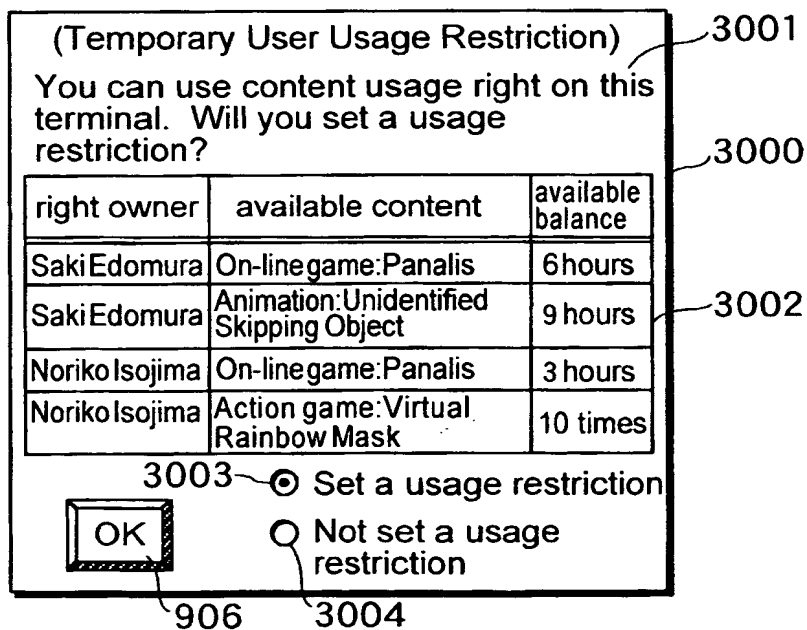 (Temporary User Usage Restriction)
3001
You can use content usage right on this
terminal. Will you set a usage
restriction?
3000
right owner available content available balance
Saki Edomura On-line game:Panalis 6 hours
Saki Edomura Animation:Unidentified
Skipping Object 9 hours
3002
Noriko Isojima On-line game:Panalis 3 hours
Noriko Isojima Action game:Virtual
Rainbow Mask 10 times
3003 Set a usage restriction
OK
Not set a usage
restriction
906 3004